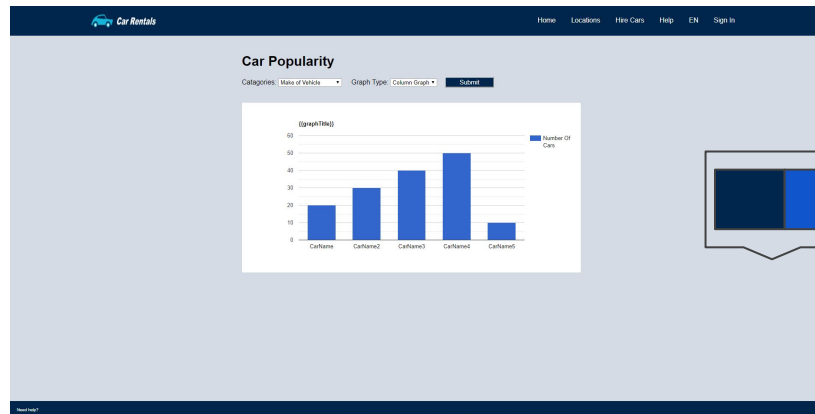 Car Rentals
Home Locations Hire Cars Help EN Sign In
Car Popularity
Catagories: Make of Vehicle Graph Type: Column Graph Submit
{{graphTitle}}
60
50
40
30
20
10
0
Number Of
Cars
CarName CarName2 CarName3 CarName4 CarName5
Need help?